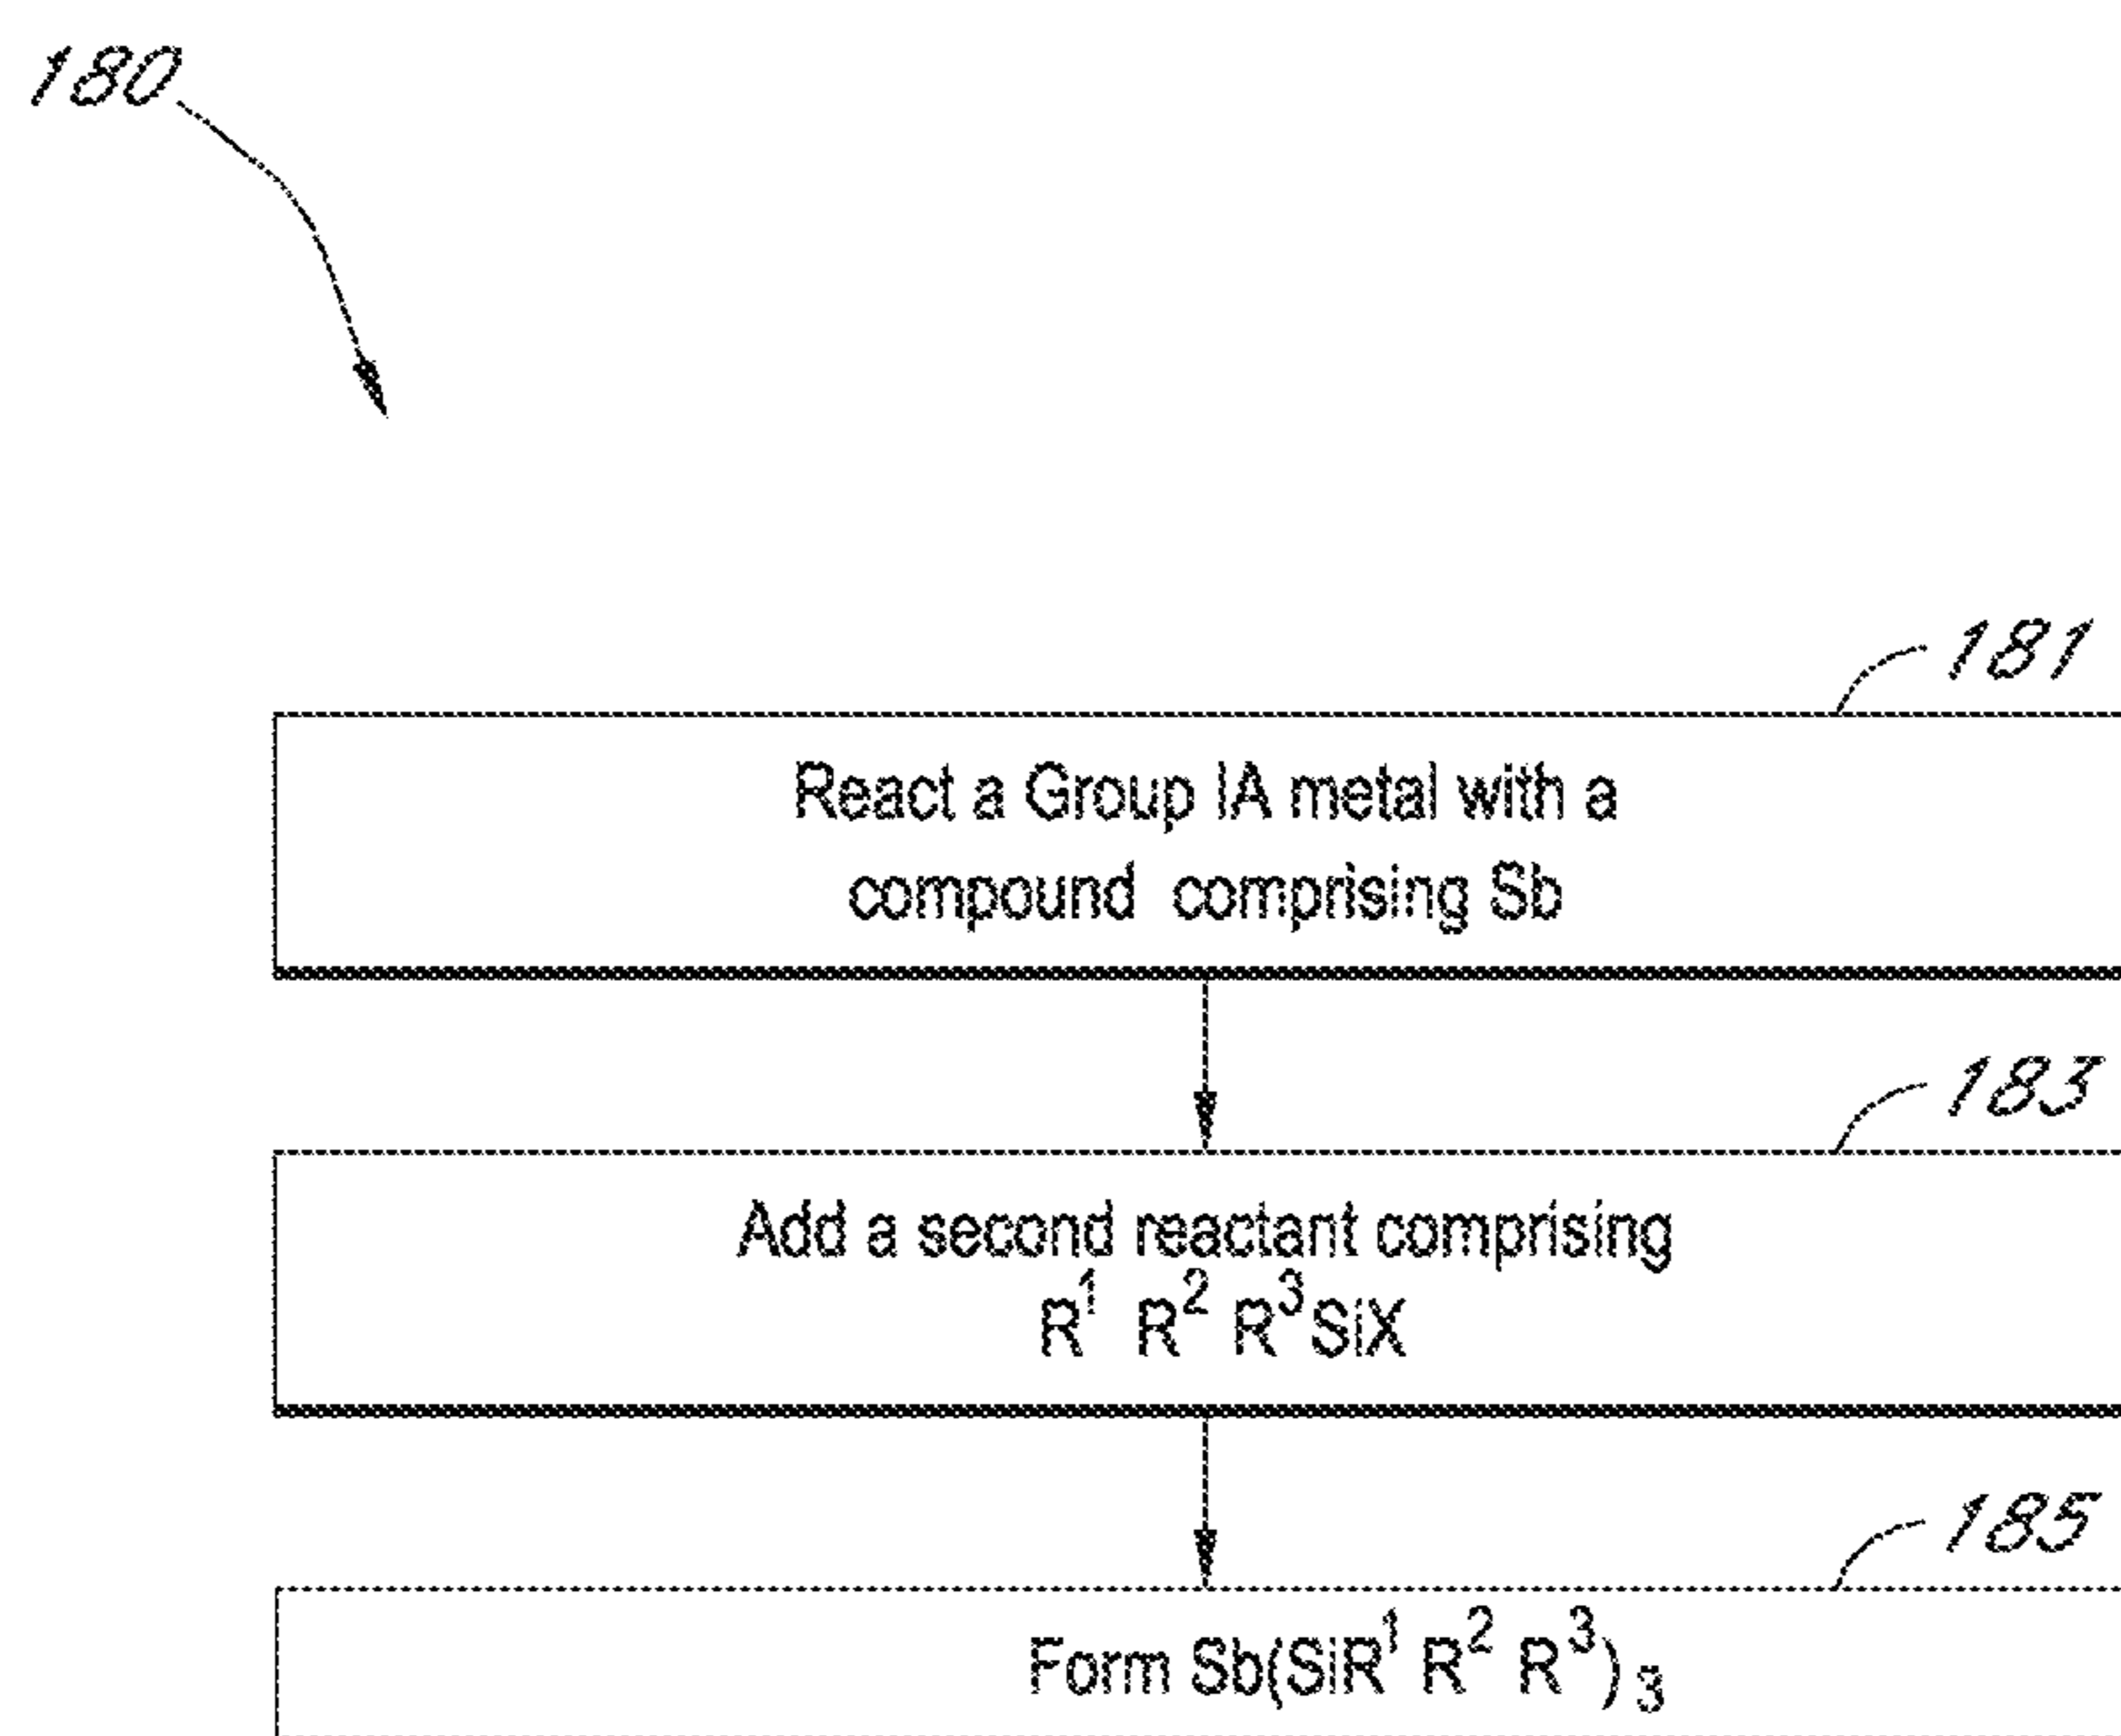 180
181
React a Group IA metal with a
compound comprising Sb
183
Add a second reactant comprising
R¹ R² R³SiX
185
Form Sb(SiR¹ R² R³)₃